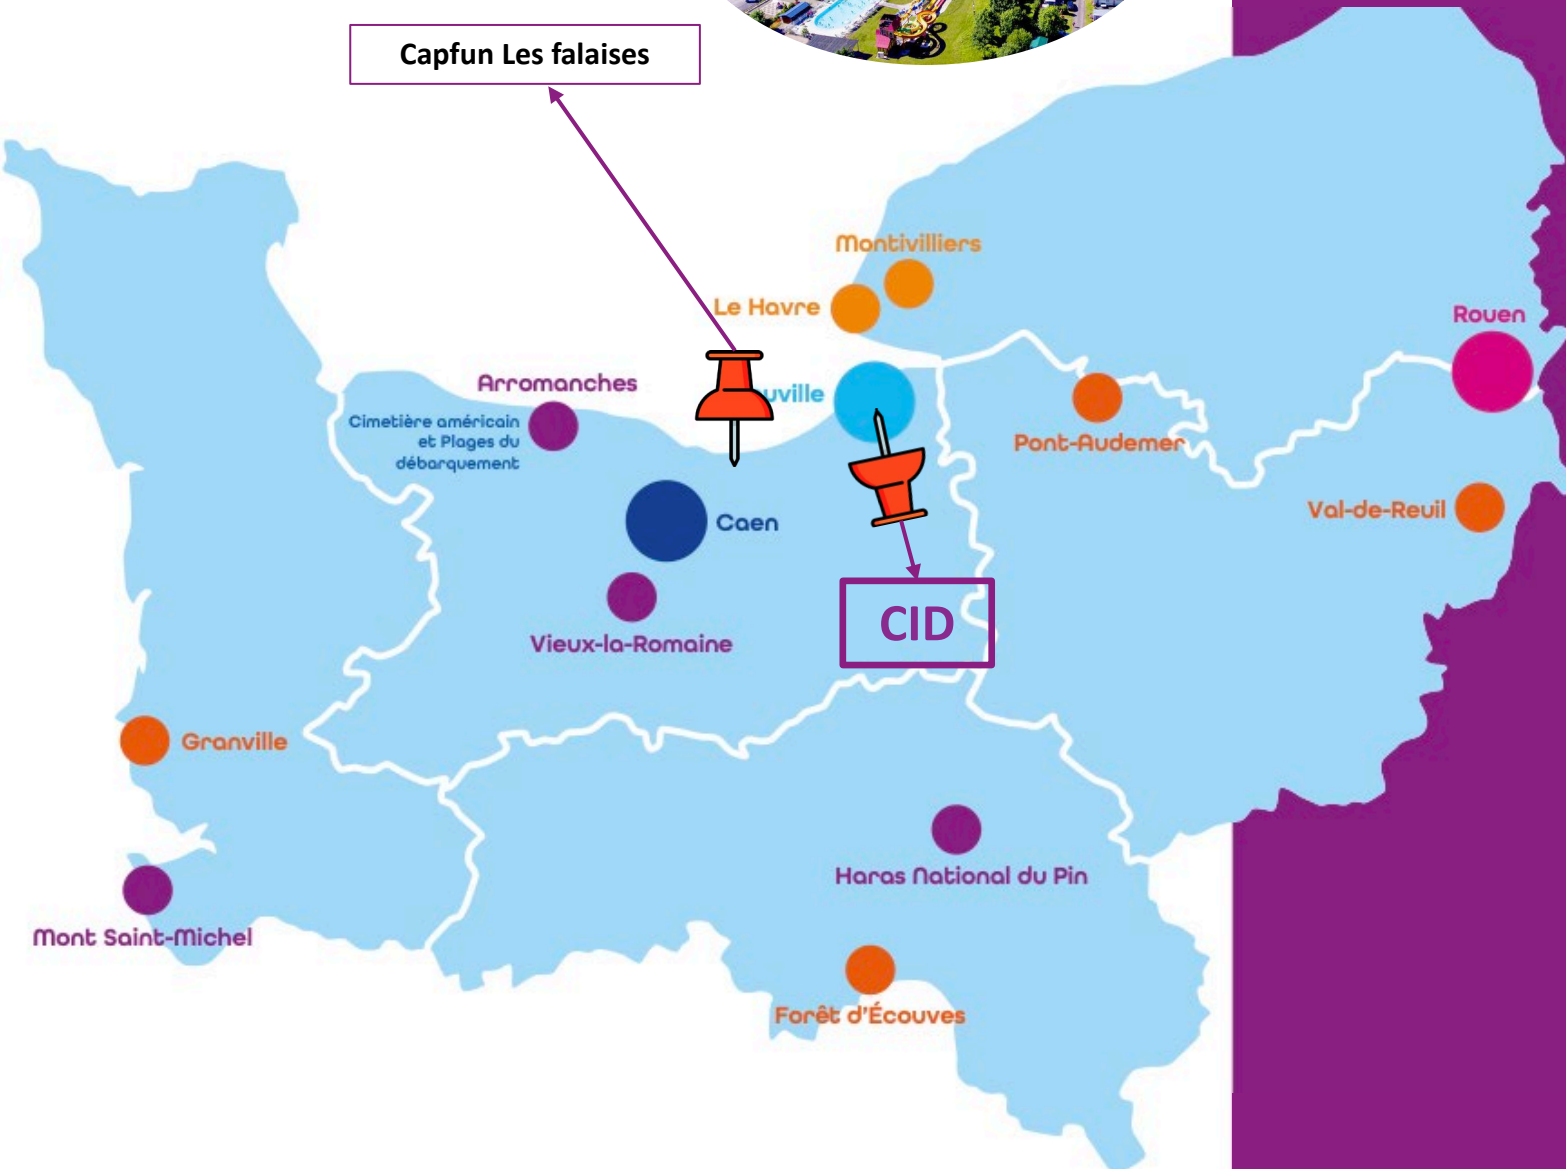 Capfun Les falaises
Montivilliers
Le Havre
Rouen
Arromanches
Cimetière américain
et Plages du
débarquement
uville
Pont-Audemer
Val-de-Reuil
Caen
CID
Vieux-la-Romaine
Granville
Haras National du Pin
Mont Saint-Michel
Forêt d'Écouves